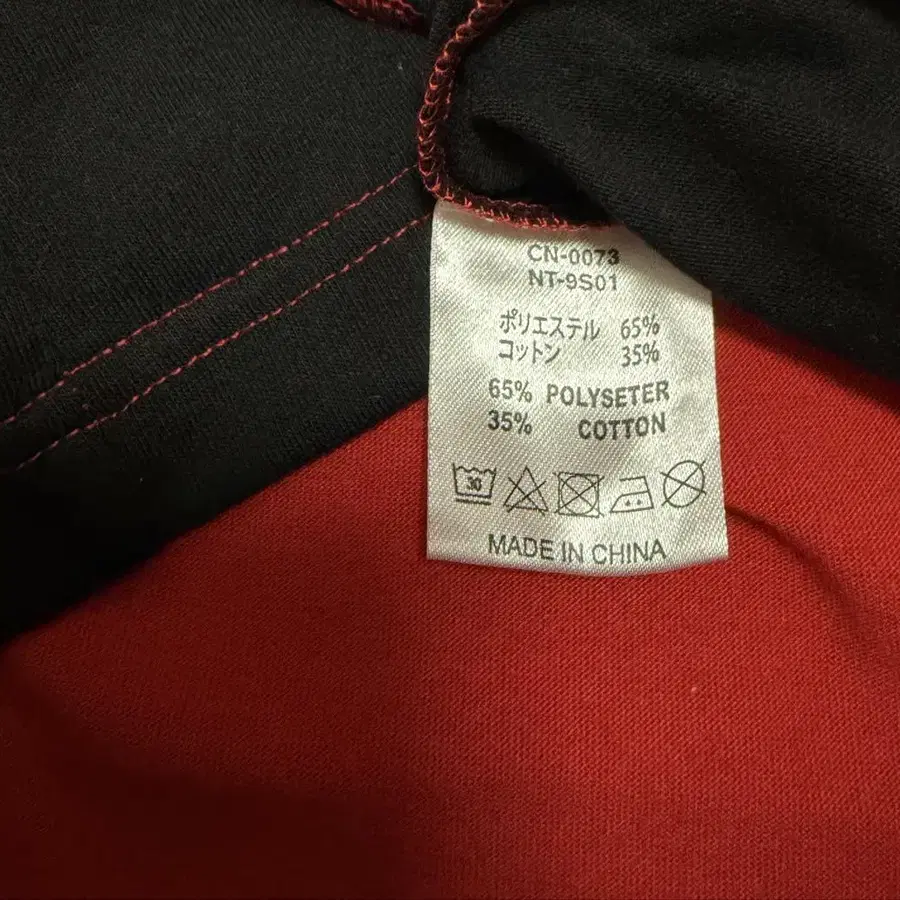 CN-0073
NT-9S01
ポリエステル 65%
コットン 35%
65% POLYSETER
35% COTTON
30
MADE IN CHINA